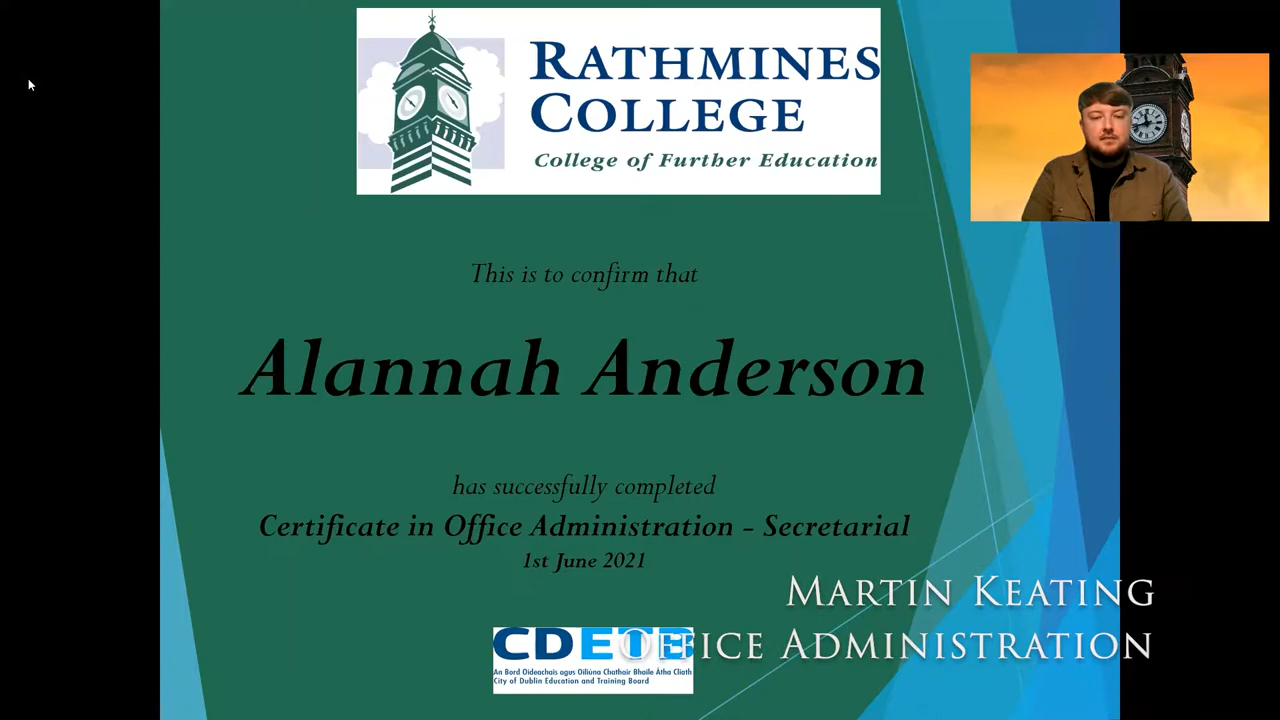 RATHMINES
COLLEGE
College of Further Education
This is to confirm that
Alannah Anderson
has successfully completed
Certificate in Office Administration - Secretarial
1st June 2021
MARTIN KEATING
OFFICE ADMINISTRATION
CDETB
An Bord Oideachais agus Oiliúna Chathair Bhaile Átha Cliath
City of Dublin Education and Training Board